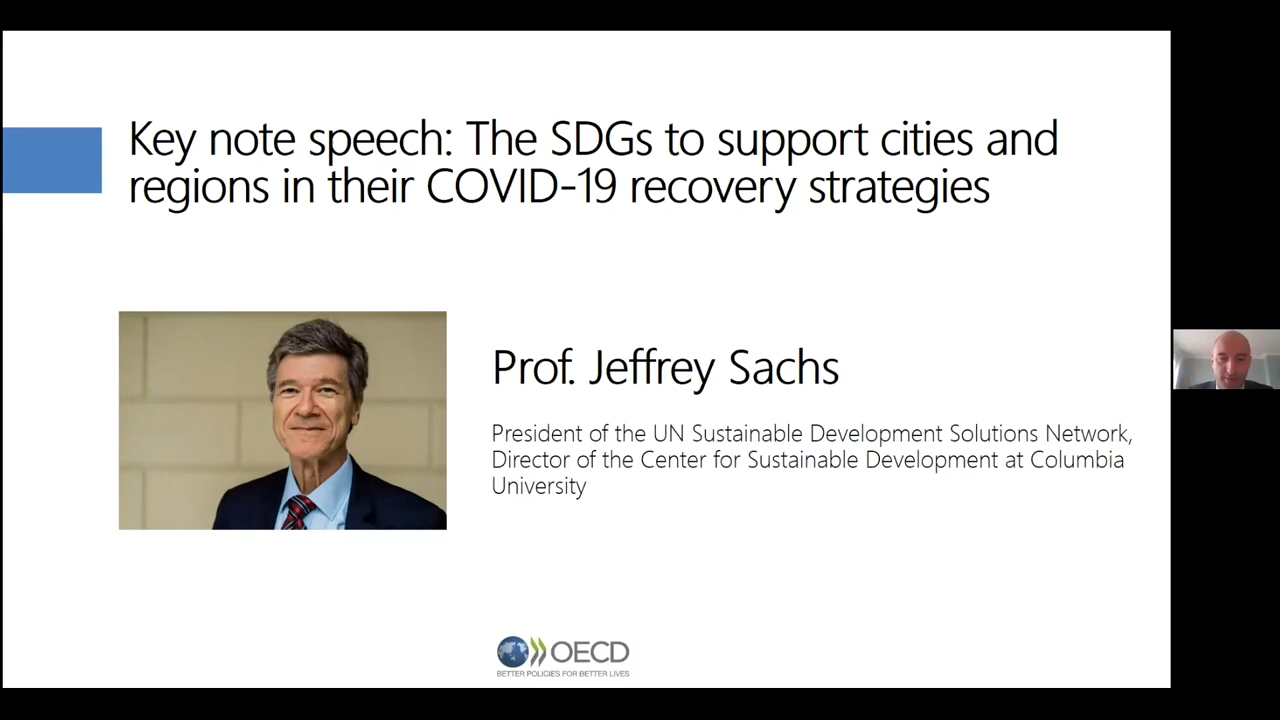 Key note speech: The SDGs to support cities and
regions in their COVID-19 recovery strategies
Prof. Jeffrey Sachs
President of the UN Sustainable Development Solutions Network,
Director of the Center for Sustainable Development at Columbia
University
OECD
BETTER POLICIES FOR BETTER LIVES